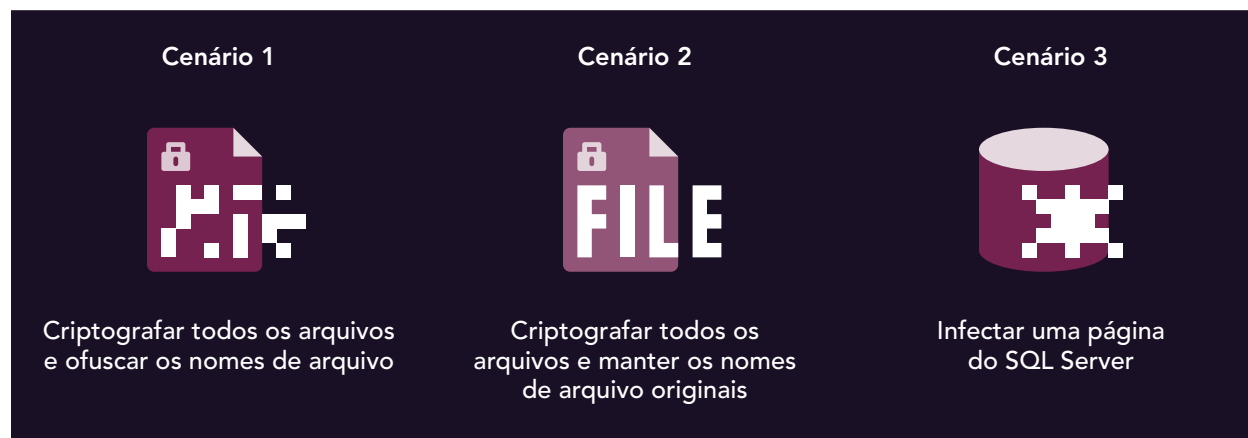 Cenário 1
Cenário 2
Cenário 3
FILE
Criptografar todos os arquivos
e ofuscar os nomes de arquivo
Criptografar todos os
arquivos e manter os nomes
de arquivo originais
Infectar uma página
do SQL Server